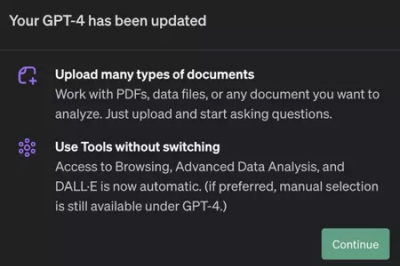 Your GPT-4 has been updated
Upload many types of documents
Work with PDFs, data files, or any document you want to
analyze. Just upload and start asking questions.
Use Tools without switching
Access to Browsing, Advanced Data Analysis, and
DALL·E is now automatic. (if preferred, manual selection
is still available under GPT-4.)
Continue